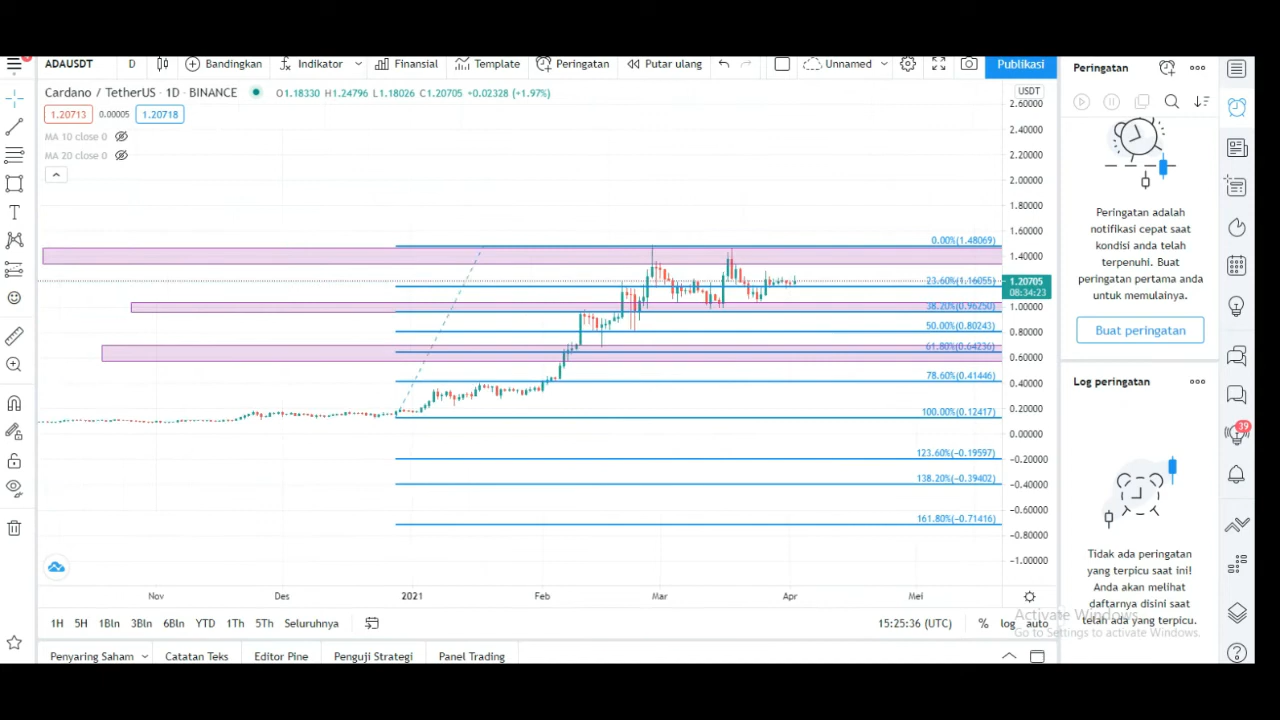 ADAUSDT D Bandingkan Indikator Finansial Template Peringatan Putar ulang Unnamed Publikasi
Cardano / TetherUS · 1D · BINANCE O1.18330 H1.24796 L1.18026 C1.20705 +0.02328 (+1.97%)
1.20713 0.00005 1.20718
MA 10 close 0
MA 20 close 0
USDT
2.60000
2.40000
2.20000
2.00000
1.80000
1.60000
1.40000
1.20705
08:34:23
1.00000
0.80000
0.60000
0.40000
0.20000
0.00000
−0.20000
−0.40000
−0.60000
−0.80000
−1.00000
0.00%(1.48069)
23.60%(1.16055)
38.20%(0.96250)
50.00%(0.80243)
61.80%(0.64236)
78.60%(0.41446)
100.00%(0.12417)
123.60%(−0.19597)
138.20%(−0.39402)
161.80%(−0.71416)
Nov Des 2021 Feb Mar Apr Mei
1H 5H 1Bln 3Bln 6Bln YTD 1Th 5Th Seluruhnya 15:25:36 (UTC) % log auto
Penyaring Saham Catatan Teks Editor Pine Penguji Strategi Panel Trading
Peringatan
Peringatan adalah
notifikasi cepat saat
kondisi anda telah
terpenuhi. Buat
peringatan pertama anda
untuk memulainya.
Buat peringatan
Log peringatan
Tidak ada peringatan
yang terpicu saat ini!
Anda akan melihat
daftarnya disini saat
telah ada yang terpicu.
39
Activate Windows
Go to Settings to activate Windows.